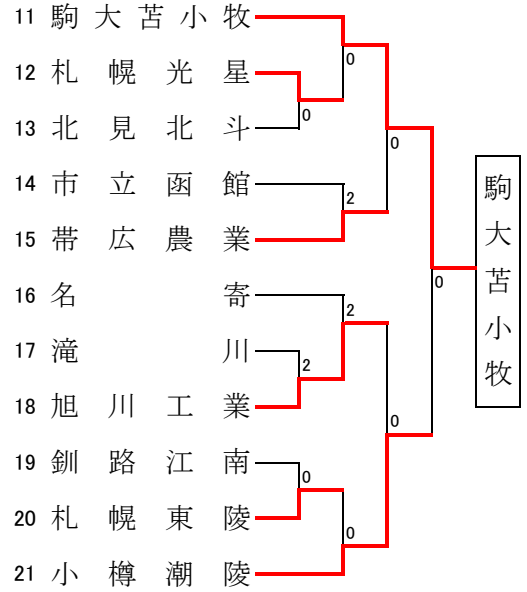 11 駒大苫小牧
12 札幌光星
13 北見北斗
14 市立函館
15 帯広農業
16 名寄
17 滝川
18 旭川工業
19 釧路江南
20 札幌東陵
21 小樽潮陵
0
0
0
2
2
2
0
0
0
0
駒大苫小牧